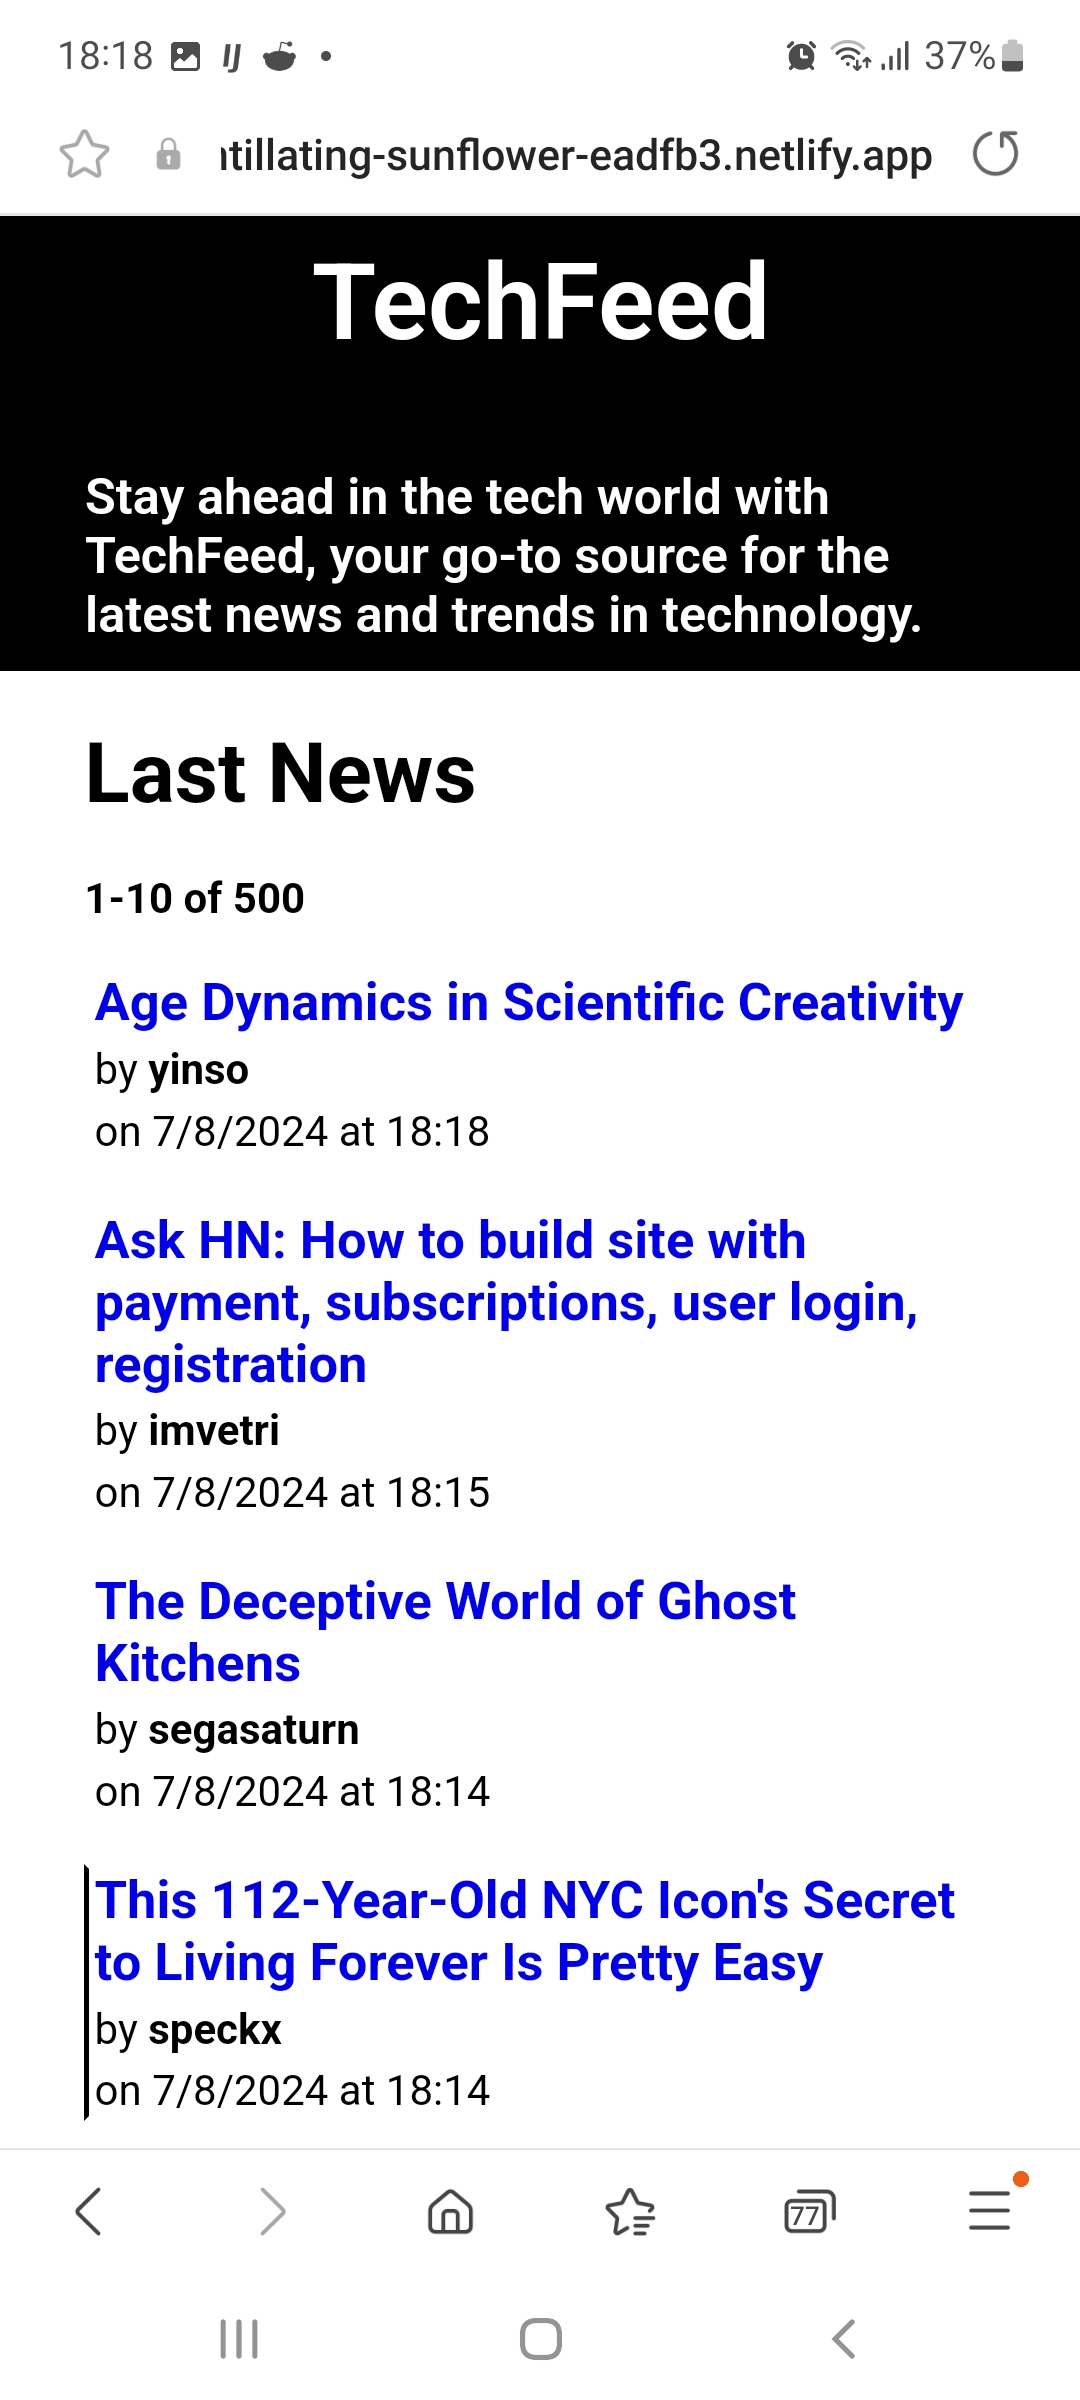 18:18
37%
ntillating-sunflower-eadfb3.netlify.app
TechFeed
Stay ahead in the tech world with
TechFeed, your go-to source for the
latest news and trends in technology.
Last News
1-10 of 500
Age Dynamics in Scientific Creativity
by yinso
on 7/8/2024 at 18:18
Ask HN: How to build site with
payment, subscriptions, user login,
registration
by imvetri
on 7/8/2024 at 18:15
The Deceptive World of Ghost
Kitchens
by segasaturn
on 7/8/2024 at 18:14
This 112-Year-Old NYC Icon's Secret
to Living Forever Is Pretty Easy
by speckx
on 7/8/2024 at 18:14
77